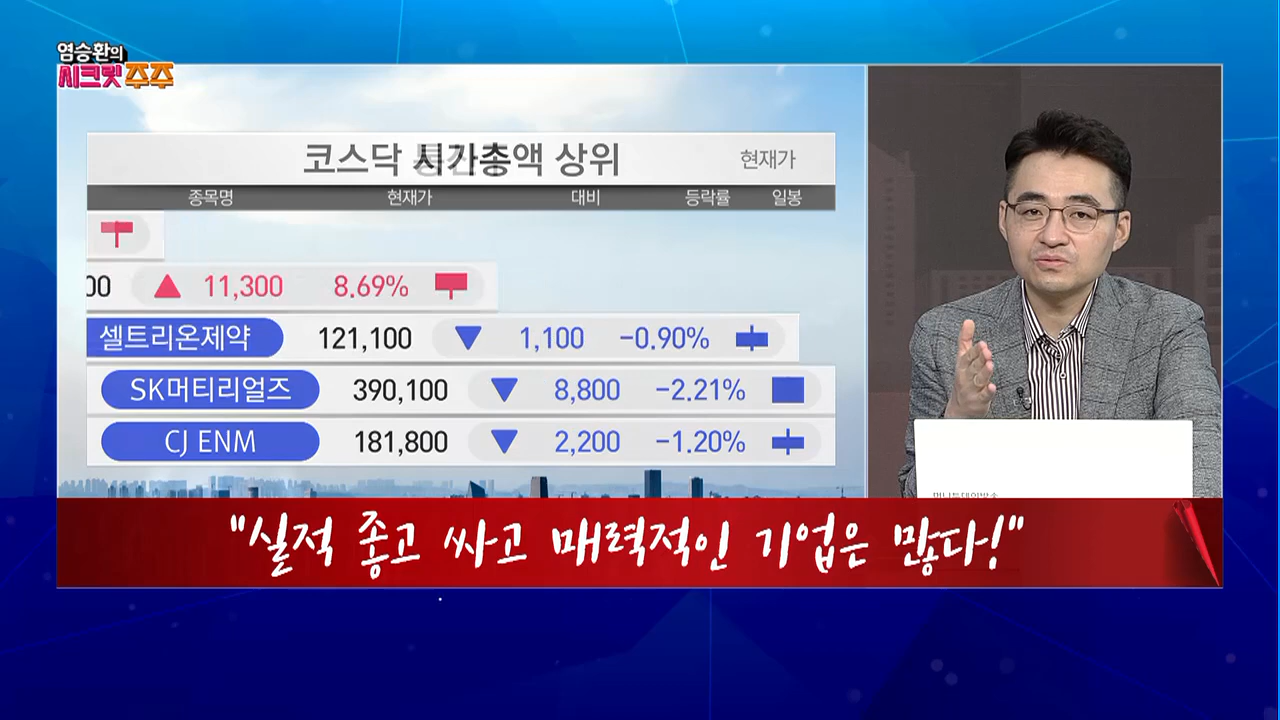 염승환의
시크릿 주주
코스닥 시가총액 상위
현재가
종목명 현재가 대비 등락률 일봉
00 ▲ 11,300 8.69%
셀트리온제약 121,100 ▼ 1,100 -0.90%
SK머티리얼즈 390,100 ▼ 8,800 -2.21%
CJ ENM 181,800 ▼ 2,200 -1.20%
"실적 좋고 싸고 매력적인 기업은 많다!"